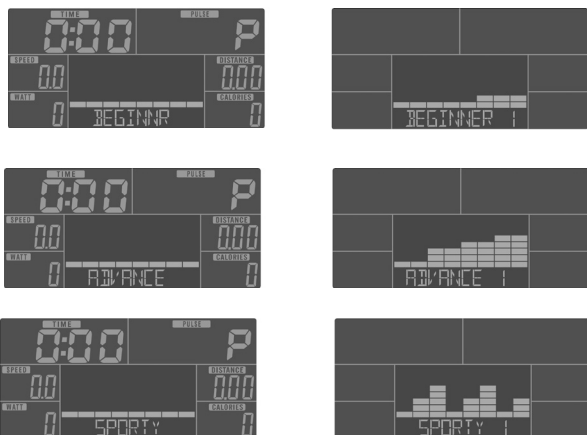 TIME PULSE
0:00 P
SPEED DISTANCE
0.0 0.00
WATT CALORIES
0 BEGINNR 0
BEGINNER 1
TIME PULSE
0:00 P
SPEED DISTANCE
0.0 0.00
WATT CALORIES
0 ADVANCE 0
ADVANCE 1
TIME PULSE
0:00 P
SPEED DISTANCE
0.0 0.00
WATT CALORIES
0 SPORTY 0
SPORTY 1